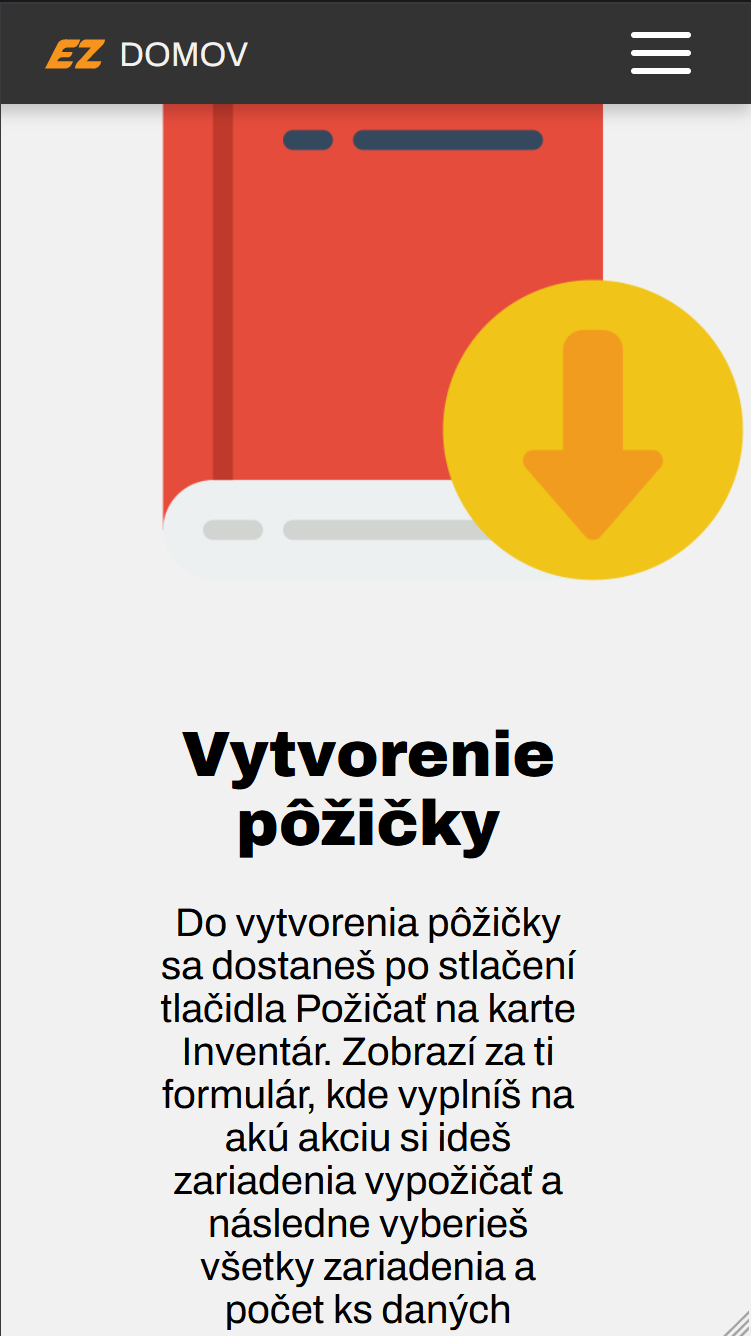 EZ DOMOV
Vytvorenie
pôžičky
Do vytvorenia pôžičky
sa dostaneš po stlačení
tlačidla Požičať na karte
Inventár. Zobrazí za ti
formulár, kde vyplníš na
akú akciu si ideš
zariadenia vypožičať a
následne vyberieš
všetky zariadenia a
počet ks daných